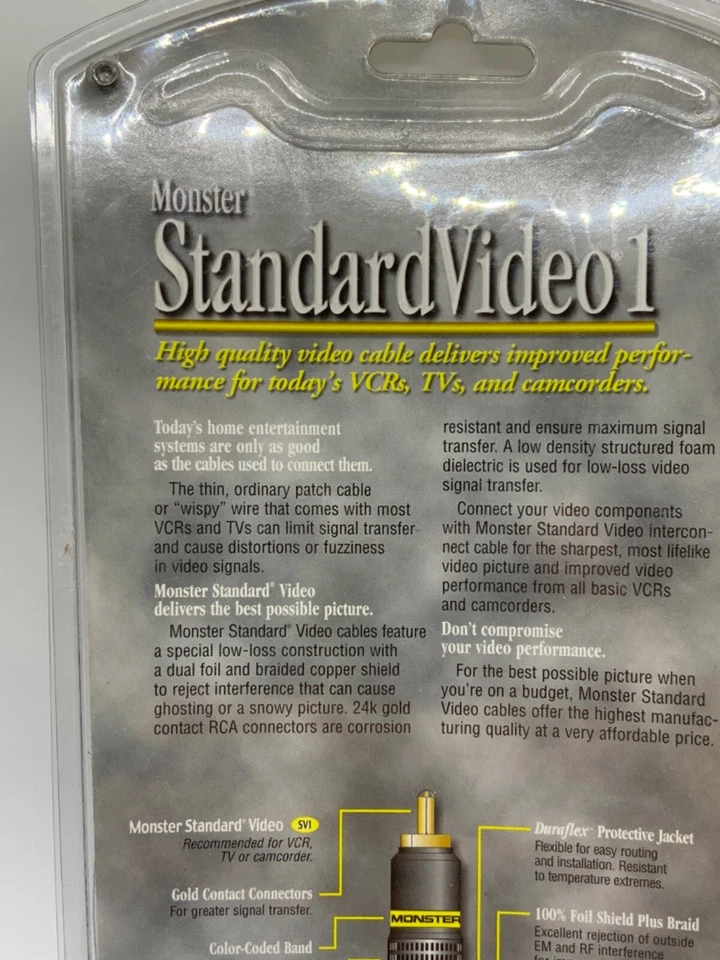 Monster
StandardVideo 1
High quality video cable delivers improved perfor-
mance for today's VCRs, TVs, and camcorders.
Today's home entertainment
systems are only as good
as the cables used to connect them.
The thin, ordinary patch cable
or "wispy" wire that comes with most
VCRs and TVs can limit signal transfer
and cause distortions or fuzziness
in video signals.
Monster Standard® Video
delivers the best possible picture.
Monster Standard® Video cables feature
a special low-loss construction with
a dual foil and braided copper shield
to reject interference that can cause
ghosting or a snowy picture. 24k gold
contact RCA connectors are corrosion
resistant and ensure maximum signal
transfer. A low density structured foam
dielectric is used for low-loss video
signal transfer.
Connect your video components
with Monster Standard Video intercon-
nect cable for the sharpest, most lifelike
video picture and improved video
performance from all basic VCRs
and camcorders.
Don't compromise
your video performance.
For the best possible picture when
you're on a budget, Monster Standard
Video cables offer the highest manufac-
turing quality at a very affordable price.
Monster Standard® Video SV1
Recommended for VCR,
TV or camcorder.
Gold Contact Connectors
For greater signal transfer.
Color-Coded Band
MONSTER
Duraflex™ Protective Jacket
Flexible for easy routing
and installation. Resistant
to temperature extremes.
100% Foil Shield Plus Braid
Excellent rejection of outside
EM and RF interference